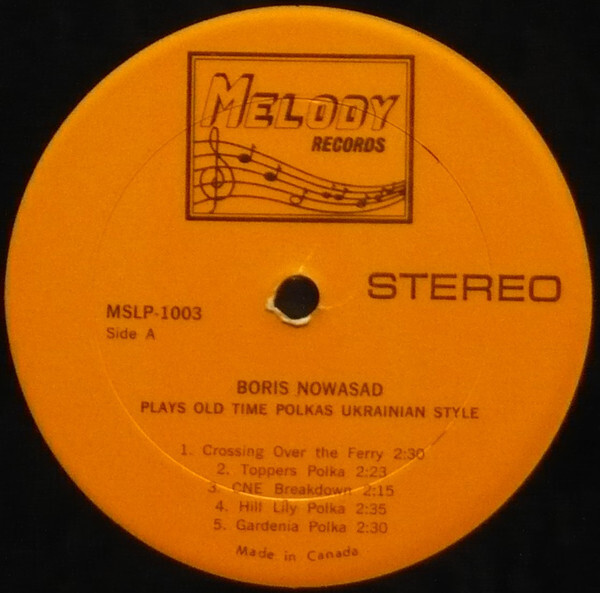 MELODY
RECORDS
STEREO
MSLP-1003
Side A
BORIS NOWASAD
PLAYS OLD TIME POLKAS UKRAINIAN STYLE
1. Crossing Over the Ferry 2:30
2. Toppers Polka 2:23
3. CNE Breakdown 2:15
4. Hill Lily Polka 2:35
5. Gardenia Polka 2:30
Made in Canada